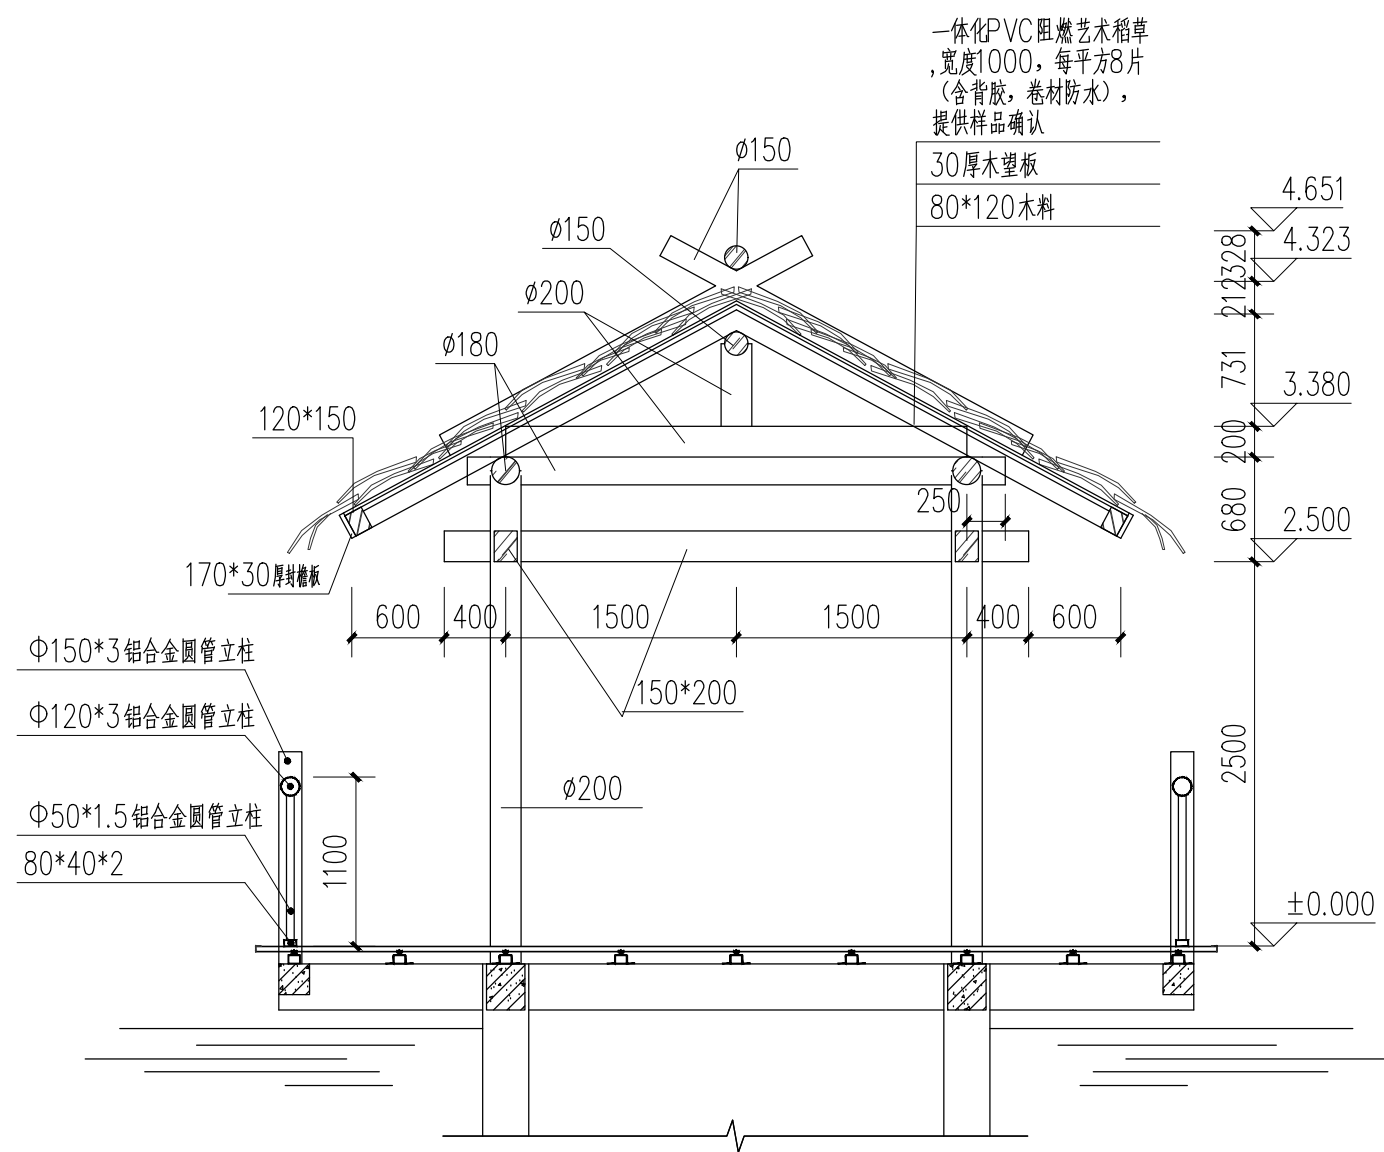 一体化PVC阻燃艺术稻草
,宽度1000，每平方8片
（含背胶，卷材防水），
提供样品确认
30厚木望板
80*120木料
ø150
ø150
ø200
ø180
120*150
170*30厚封檐板
4.651
328
4.323
212
731
3.380
200
680
2.500
250
600
400
1500
1500
400
600
150*200
Φ150*3铝合金圆管立柱
Φ120*3铝合金圆管立柱
Φ50*1.5铝合金圆管立柱
80*40*2
1100
ø200
2500
±0.000